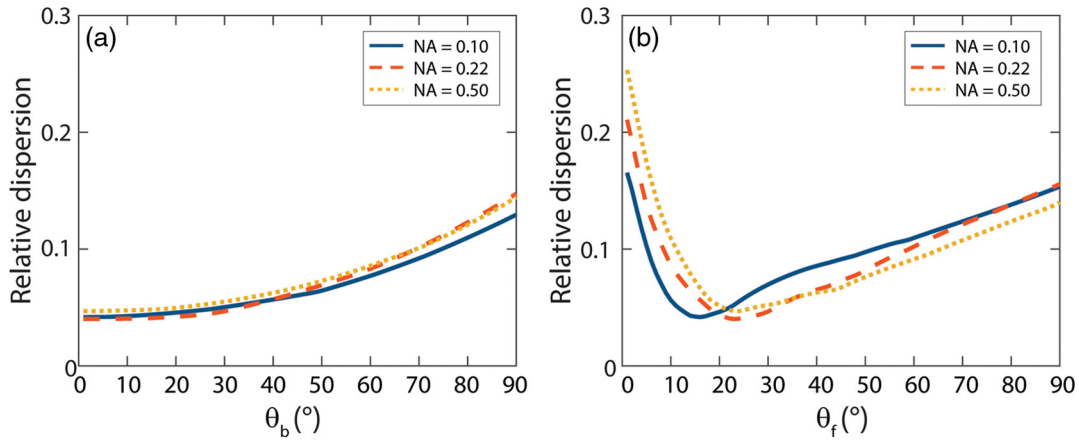 (a)
NA = 0.10
NA = 0.22
NA = 0.50
Relative dispersion
0.3
0.2
0.1
0
0 10 20 30 40 50 60 70 80 90
θb (°)
(b)
NA = 0.10
NA = 0.22
NA = 0.50
Relative dispersion
0.3
0.2
0.1
0
0 10 20 30 40 50 60 70 80 90
θf (°)